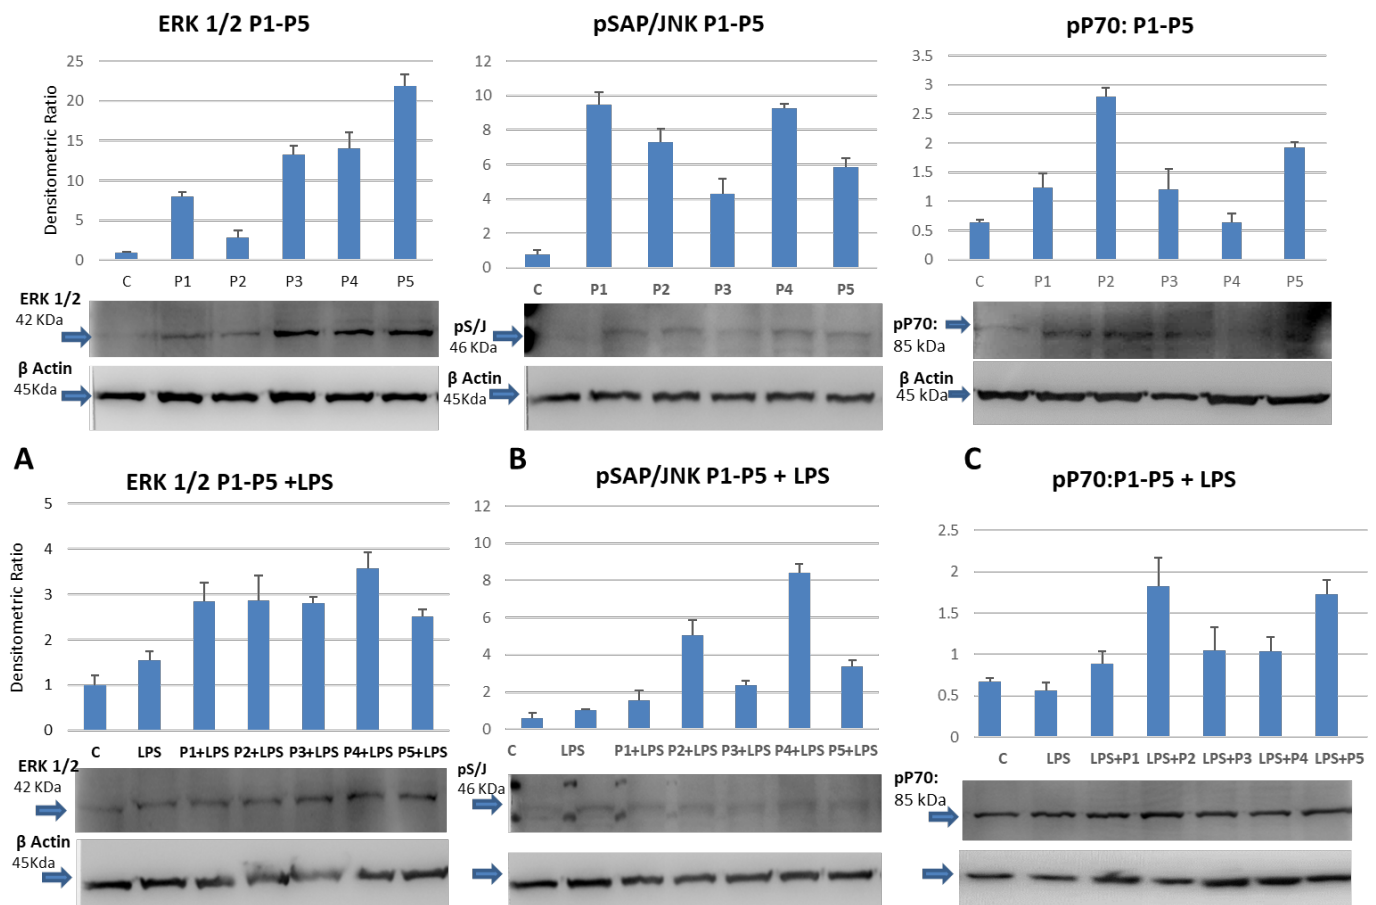 ERK 1/2 P1-P5
Densitometric Ratio
25
20
15
10
5
0
C P1 P2 P3 P4 P5
ERK 1/2
42 KDa
β Actin
45Kda
pSAP/JNK P1-P5
12
10
8
6
4
2
0
C P1 P2 P3 P4 P5
pS/J
46 KDa
β Actin
45Kda
pP70: P1-P5
3.5
3
2.5
2
1.5
1
0.5
0
C P1 P2 P3 P4 P5
pP70:
85 kDa
β Actin
45 kDa
A
ERK 1/2 P1-P5 +LPS
Densitometric Ratio
5
4
3
2
1
0
C LPS P1+LPS P2+LPS P3+LPS P4+LPS P5+LPS
ERK 1/2
42 KDa
β Actin
45Kda
B
pSAP/JNK P1-P5 + LPS
12
10
8
6
4
2
0
C LPS P1+LPS P2+LPS P3+LPS P4+LPS P5+LPS
pS/J
46 KDa
C
pP70:P1-P5 + LPS
2.5
2
1.5
1
0.5
0
C LPS LPS+P1 LPS+P2 LPS+P3 LPS+P4 LPS+P5
pP70:
85 kDa